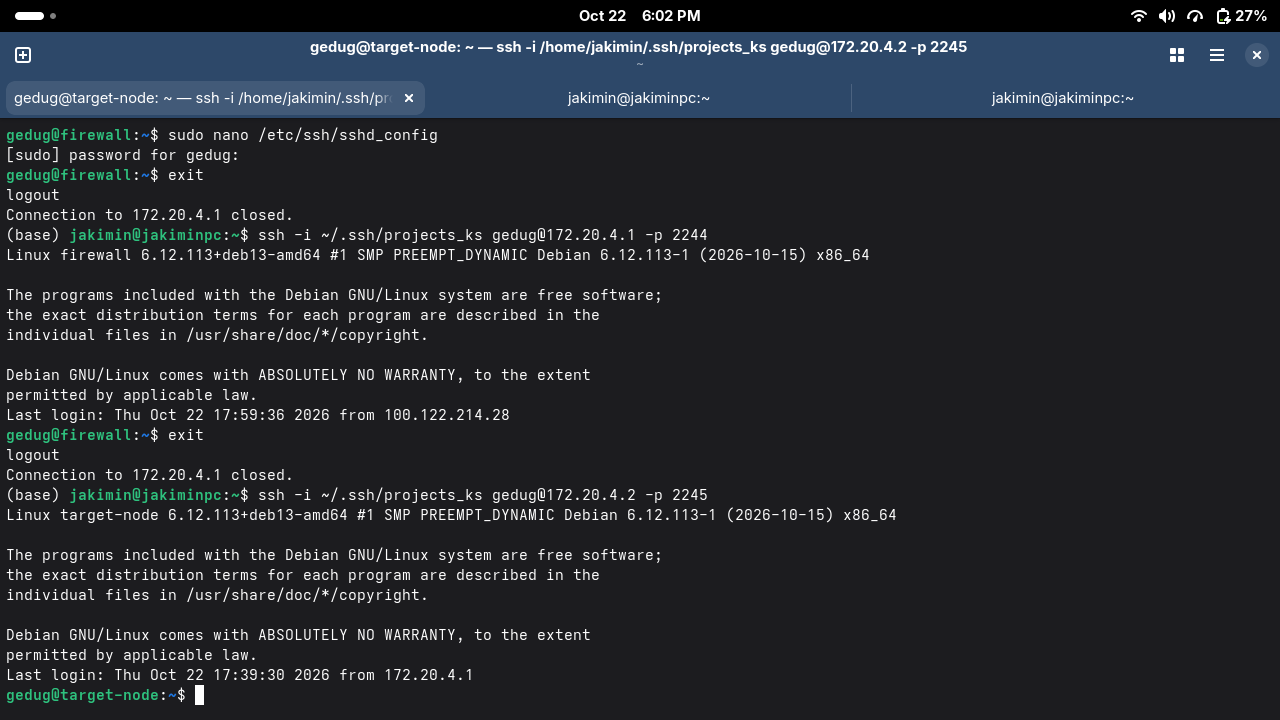 Oct 22 6:02 PM
27%
gedug@target-node: ~ — ssh -i /home/jakimin/.ssh/projects_ks gedug@172.20.4.2 -p 2245
~
gedug@target-node: ~ — ssh -i /home/jakimin/.ssh/pr
jakimin@jakiminpc:~
jakimin@jakiminpc:~
gedug@firewall:~$ sudo nano /etc/ssh/sshd_config
[sudo] password for gedug:
gedug@firewall:~$ exit
logout
Connection to 172.20.4.1 closed.
(base) jakimin@jakiminpc:~$ ssh -i ~/.ssh/projects_ks gedug@172.20.4.1 -p 2244
Linux firewall 6.12.113+deb13-amd64 #1 SMP PREEMPT_DYNAMIC Debian 6.12.113-1 (2026-10-15) x86_64
The programs included with the Debian GNU/Linux system are free software;
the exact distribution terms for each program are described in the
individual files in /usr/share/doc/*/copyright.
Debian GNU/Linux comes with ABSOLUTELY NO WARRANTY, to the extent
permitted by applicable law.
Last login: Thu Oct 22 17:59:36 2026 from 100.122.214.28
gedug@firewall:~$ exit
logout
Connection to 172.20.4.1 closed.
(base) jakimin@jakiminpc:~$ ssh -i ~/.ssh/projects_ks gedug@172.20.4.2 -p 2245
Linux target-node 6.12.113+deb13-amd64 #1 SMP PREEMPT_DYNAMIC Debian 6.12.113-1 (2026-10-15) x86_64
The programs included with the Debian GNU/Linux system are free software;
the exact distribution terms for each program are described in the
individual files in /usr/share/doc/*/copyright.
Debian GNU/Linux comes with ABSOLUTELY NO WARRANTY, to the extent
permitted by applicable law.
Last login: Thu Oct 22 17:39:30 2026 from 172.20.4.1
gedug@target-node:~$